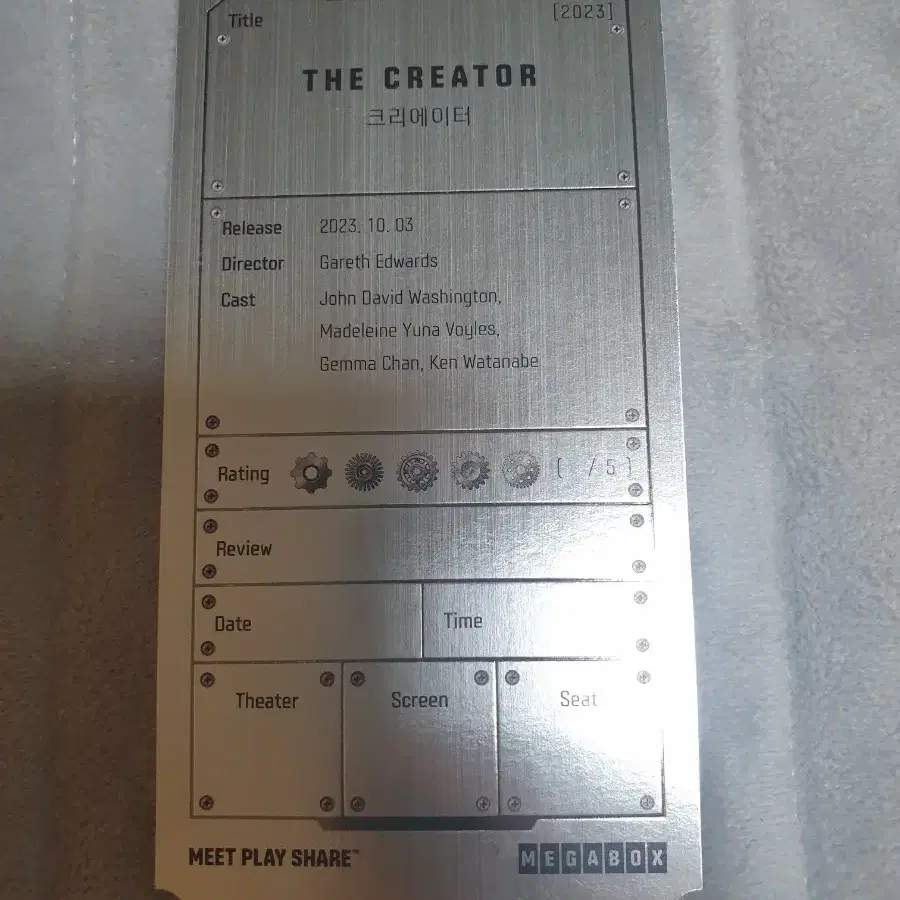 Title
[2023]
THE CREATOR
크리에이터
Release 2023. 10. 03
Director Gareth Edwards
Cast John David Washington,
Madeleine Yuna Voyles,
Gemma Chan, Ken Watanabe
Rating [ / 5 ]
Review
Date Time
Theater Screen Seat
MEET PLAY SHARE™ MEGABOX